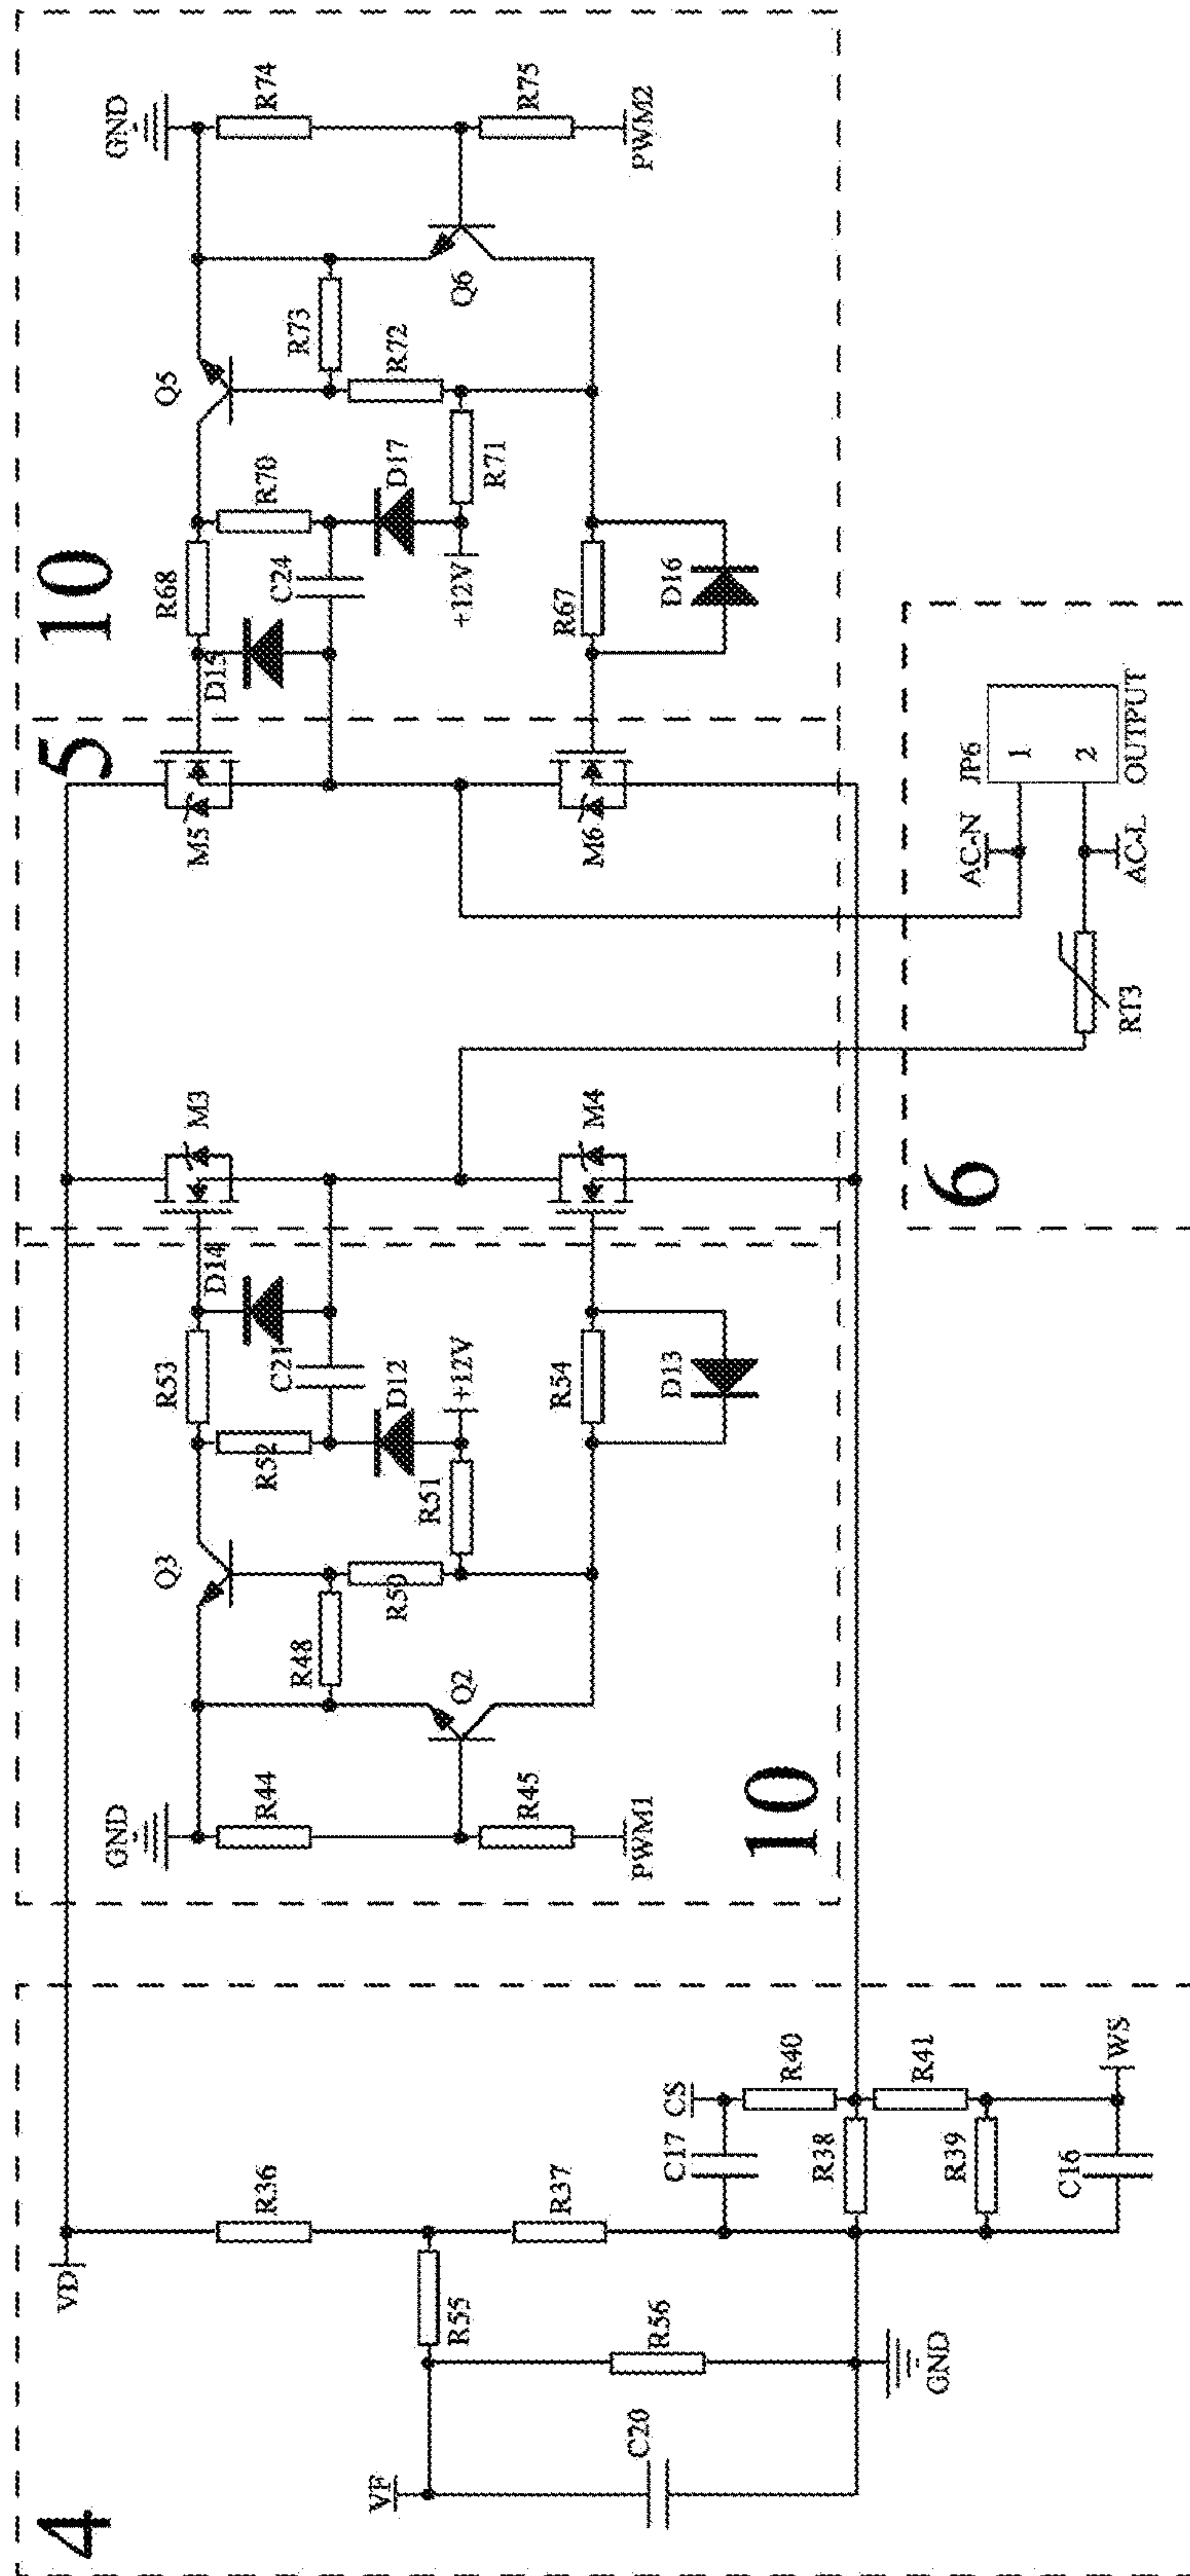 4
VD
VF
C20
R55
R56
GND
R36
R37
C17
CS
R38
R40
R39
R41
C16
WS
GND
R44
R45
PWM1
Q2
Q3
R48
R50
R51
+12V
R52
R53
C21
D12
D14
R54
D13
10
M3
M4
5
M5
M6
6
RT3
AC-N
AC-L
JP6
1
2
OUTPUT
10
D15
R68
C24
R70
D17
+12V
R71
R67
D16
Q5
R72
R73
Q6
GND
R74
R75
PWM2